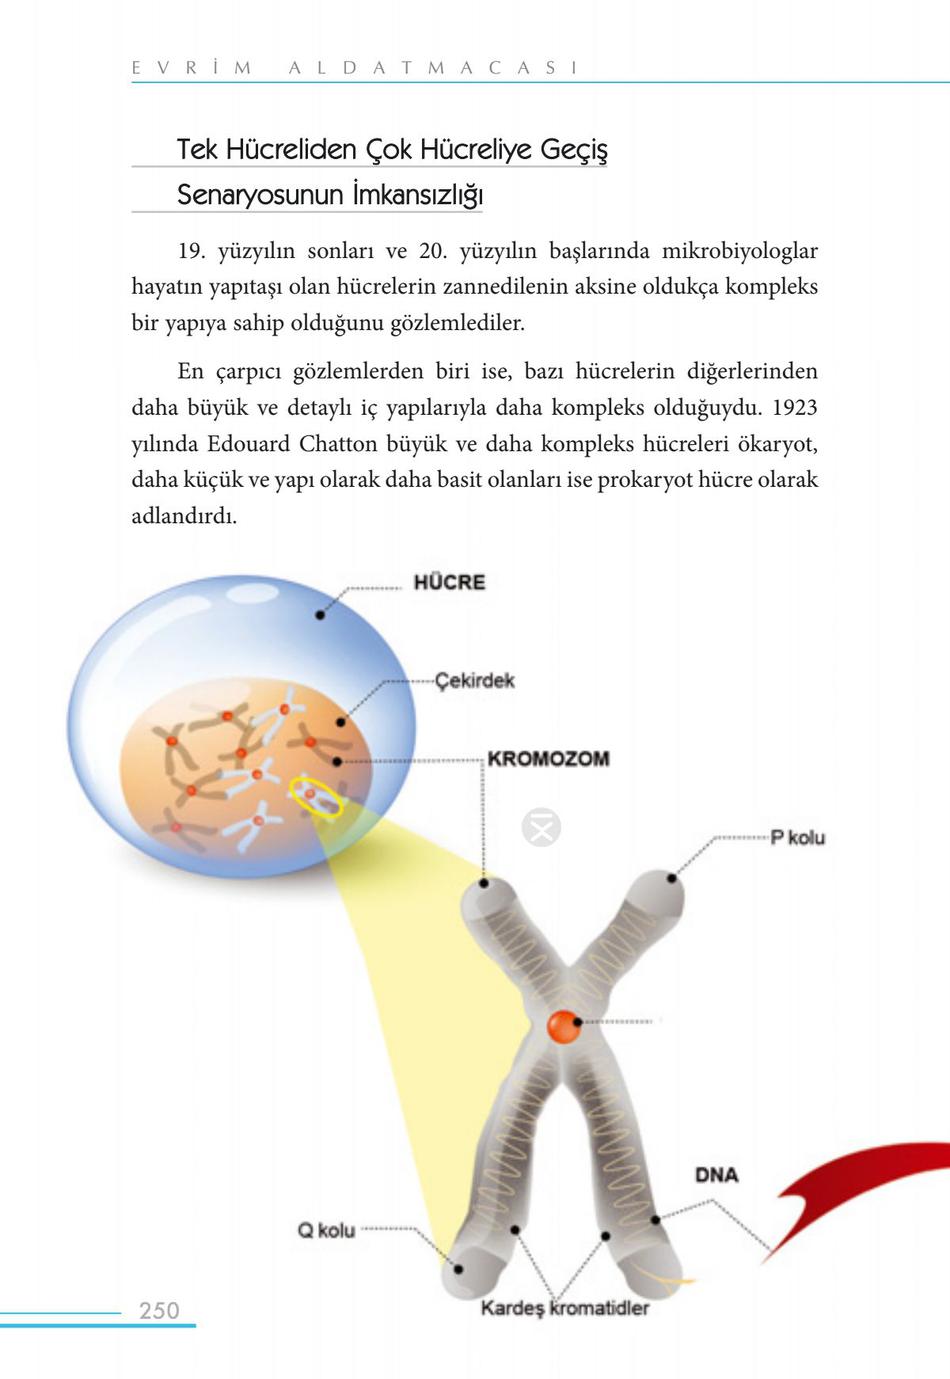 EVRİM ALDATMACASI
Tek Hücreliden Çok Hücreliye Geçiş
Senaryosunun İmkansızlığı
19. yüzyılın sonları ve 20. yüzyılın başlarında mikrobiyologlar
hayatın yapıtaşı olan hücrelerin zannedilenin aksine oldukça kompleks
bir yapıya sahip olduğunu gözlemlediler.
En çarpıcı gözlemlerden biri ise, bazı hücrelerin diğerlerinden
daha büyük ve detaylı iç yapılarıyla daha kompleks olduğuydu. 1923
yılında Edouard Chatton büyük ve daha kompleks hücreleri ökaryot,
daha küçük ve yapı olarak daha basit olanları ise prokaryot hücre olarak
adlandırdı.
HÜCRE
Çekirdek
KROMOZOM
P kolu
DNA
Q kolu
Kardeş kromatidler
250